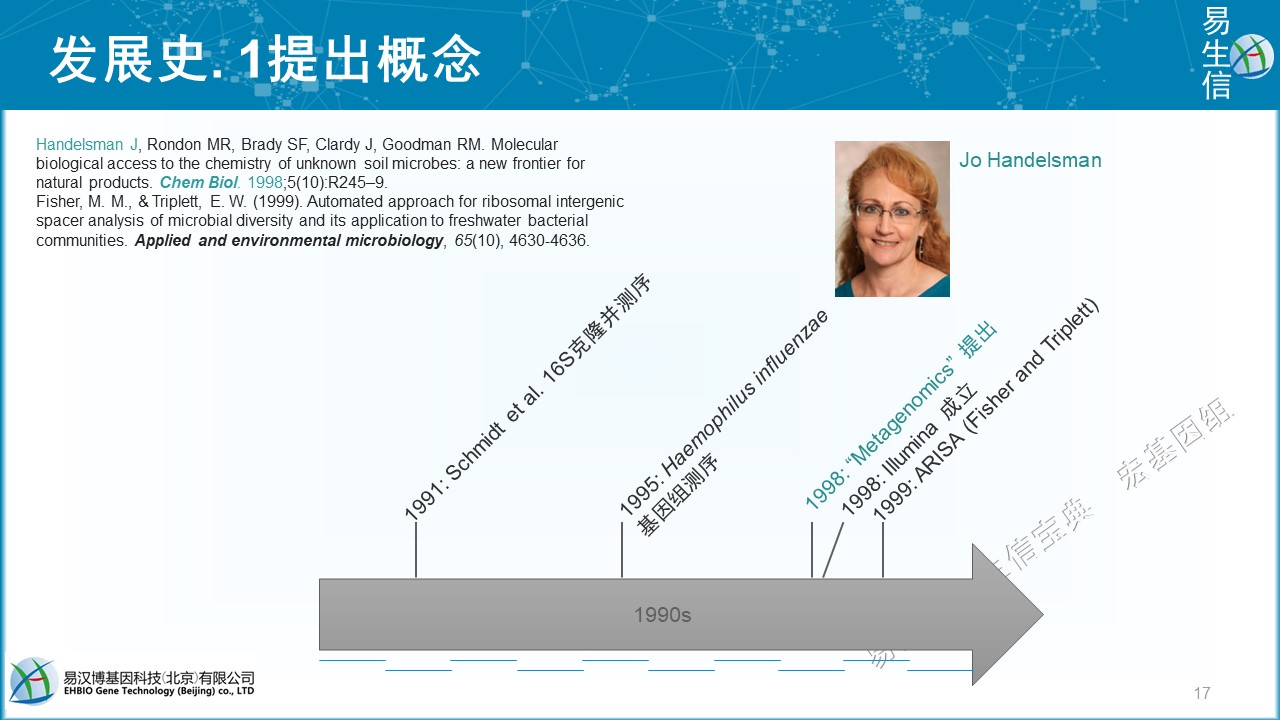 发展史. 1提出概念
易
生
信
Handelsman J, Rondon MR, Brady SF, Clardy J, Goodman RM. Molecular
biological access to the chemistry of unknown soil microbes: a new frontier for
natural products. Chem Biol. 1998;5(10):R245–9.
Fisher, M. M., & Triplett, E. W. (1999). Automated approach for ribosomal intergenic
spacer analysis of microbial diversity and its application to freshwater bacterial
communities. Applied and environmental microbiology, 65(10), 4630-4636.
Jo Handelsman
1991: Schmidt et al. 16S克隆并测序
1995: Haemophilus influenzae
基因组测序
1998: “Metagenomics” 提出
1998: Illumina 成立
1999: ARISA (Fisher and Triplett)
1990s
信宝典 宏基因组
易
易汉博基因科技(北京)有限公司
EHBIO Gene Technology (Beijing) co., LTD
17